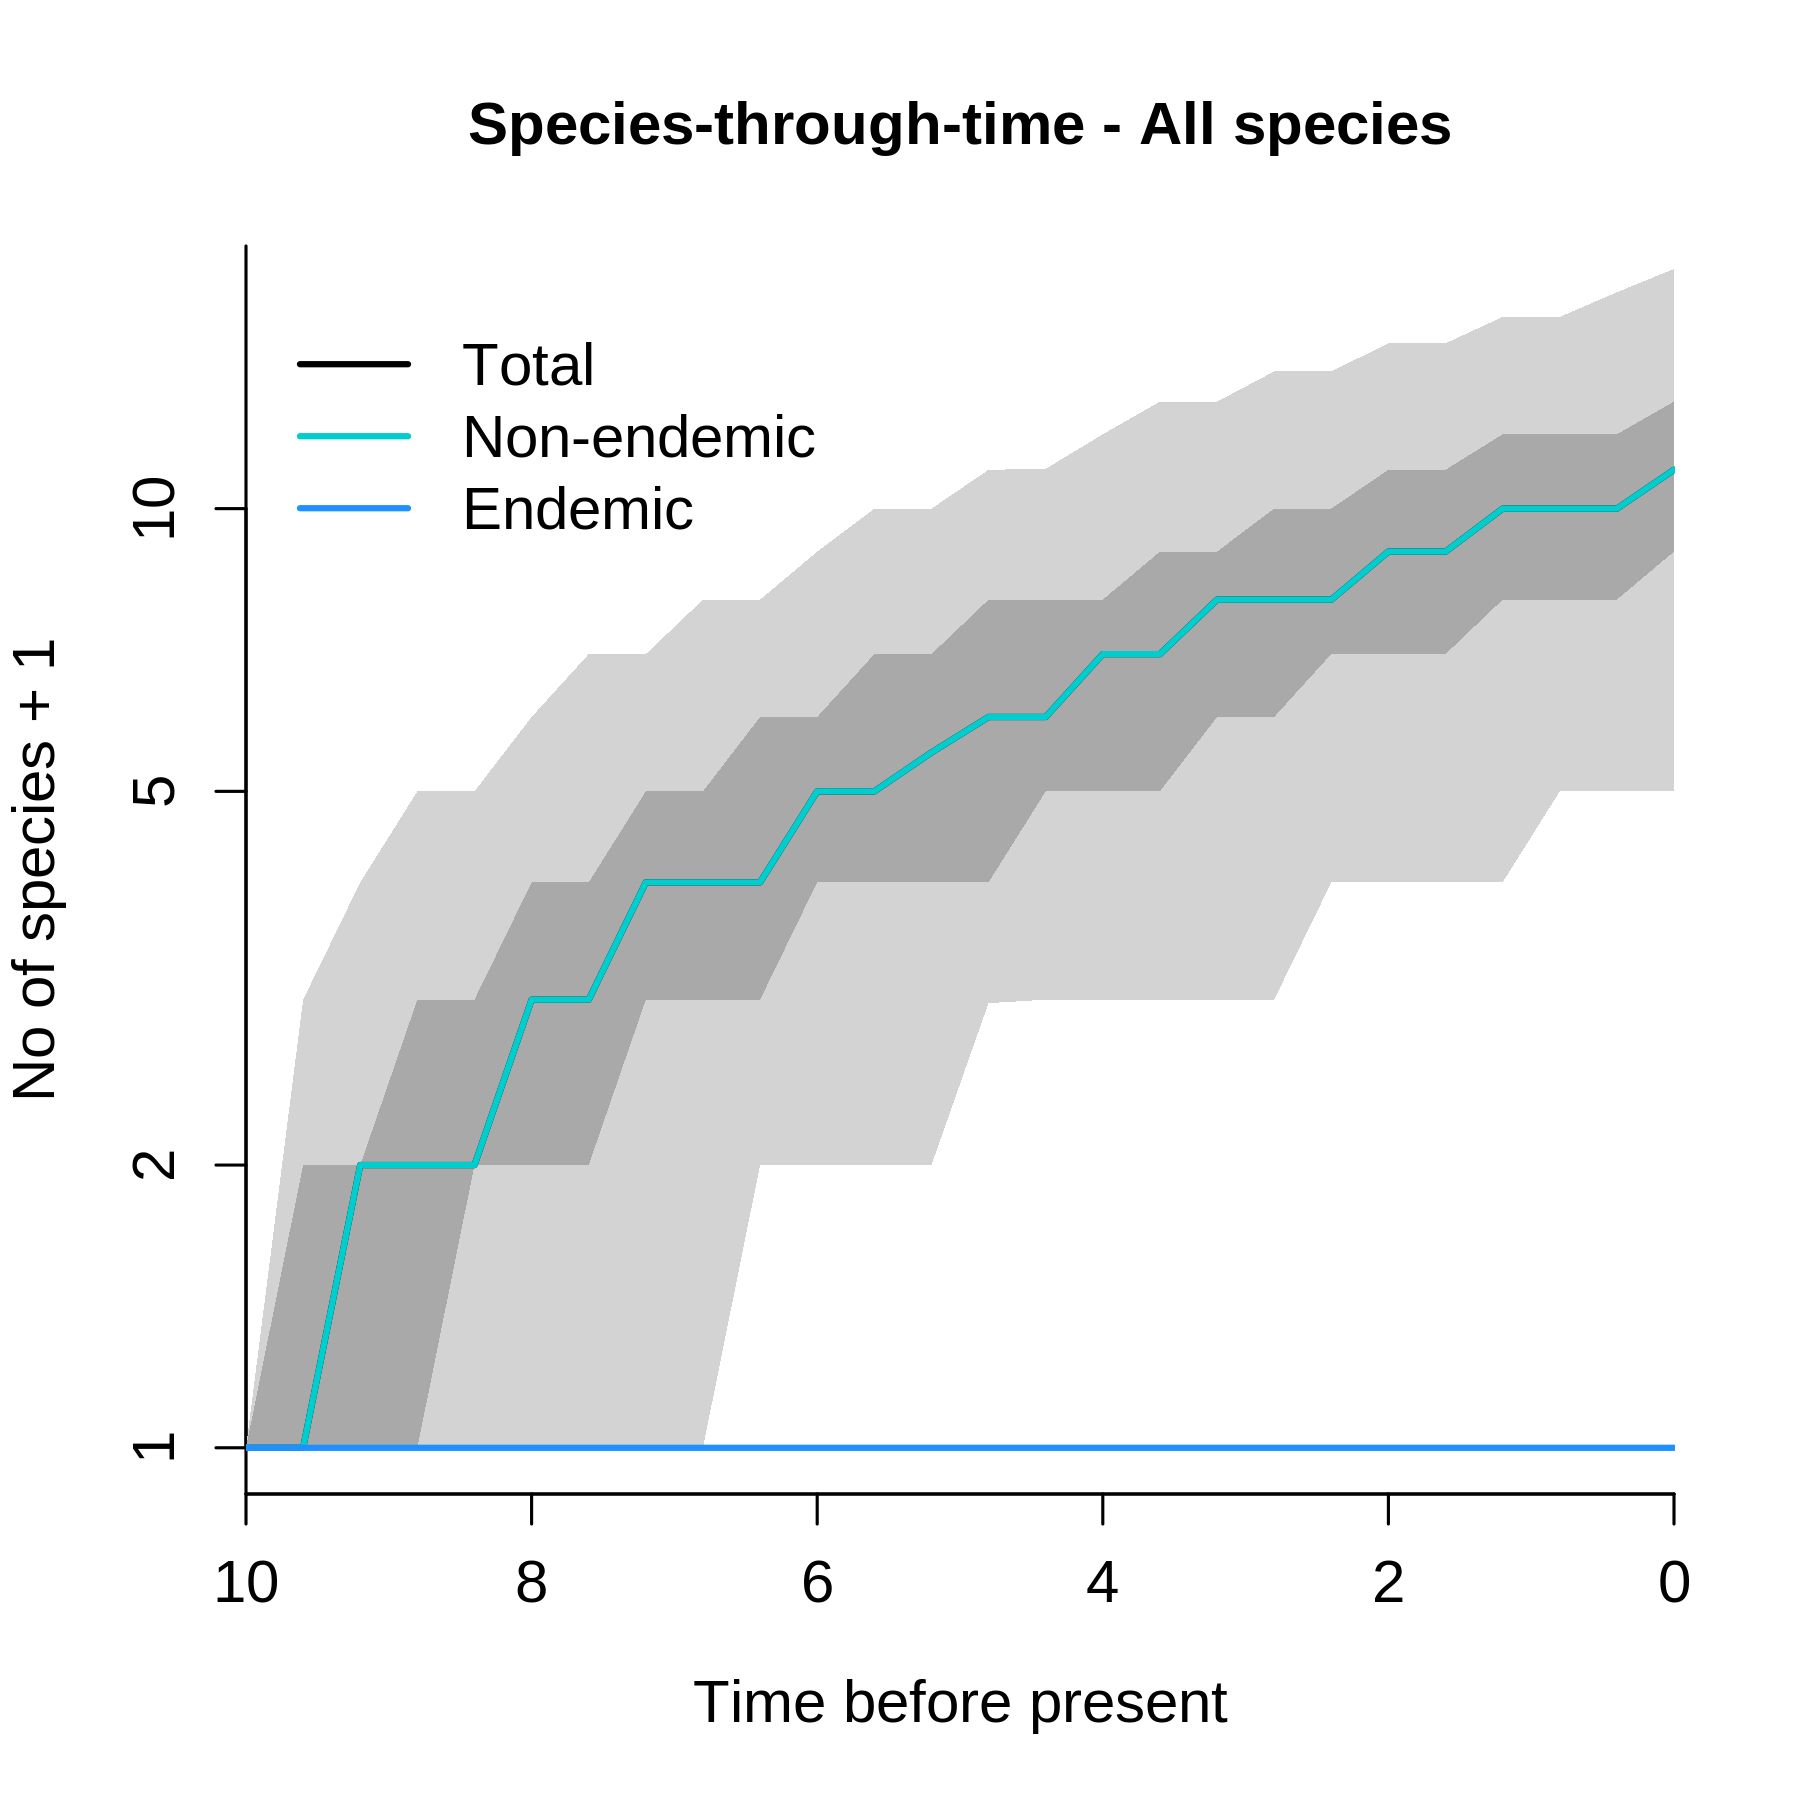 Species-through-time - All species
Total
Non-endemic
Endemic
No of species + 1
10
5
2
1
10 8 6 4 2 0
Time before present